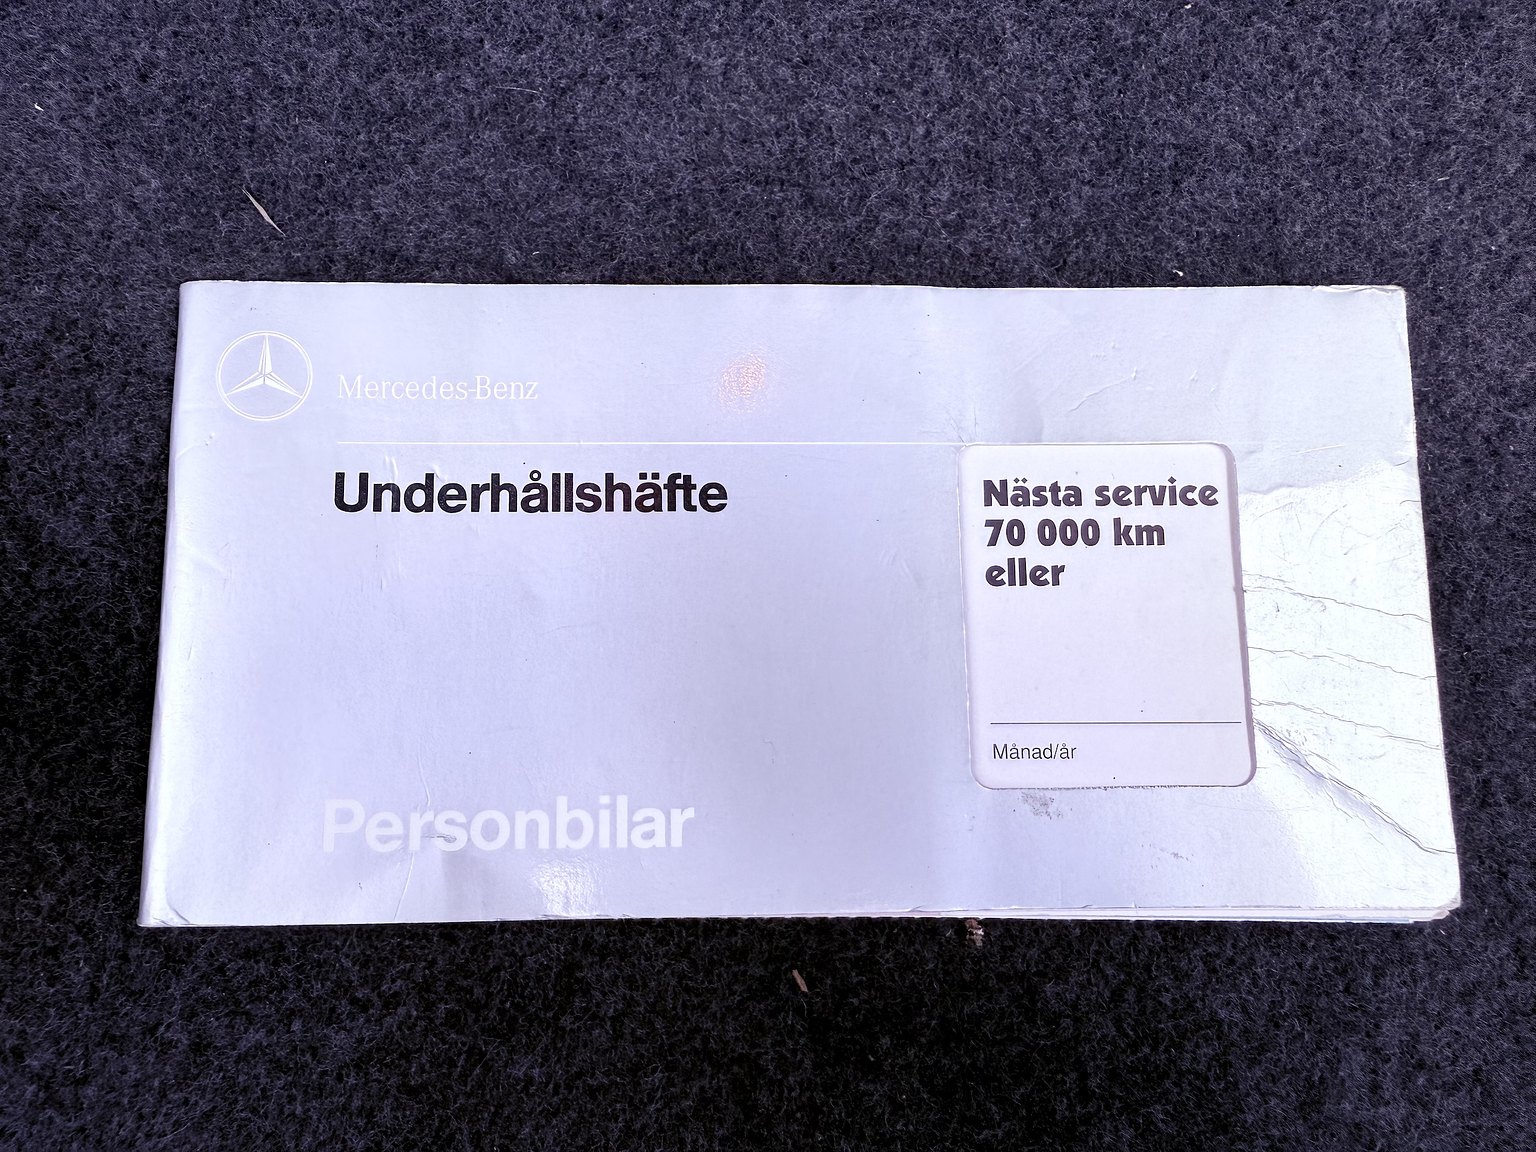 Mercedes-Benz
Underhållshäfte
Nästa service
70 000 km
eller
Månad/år
Personbilar